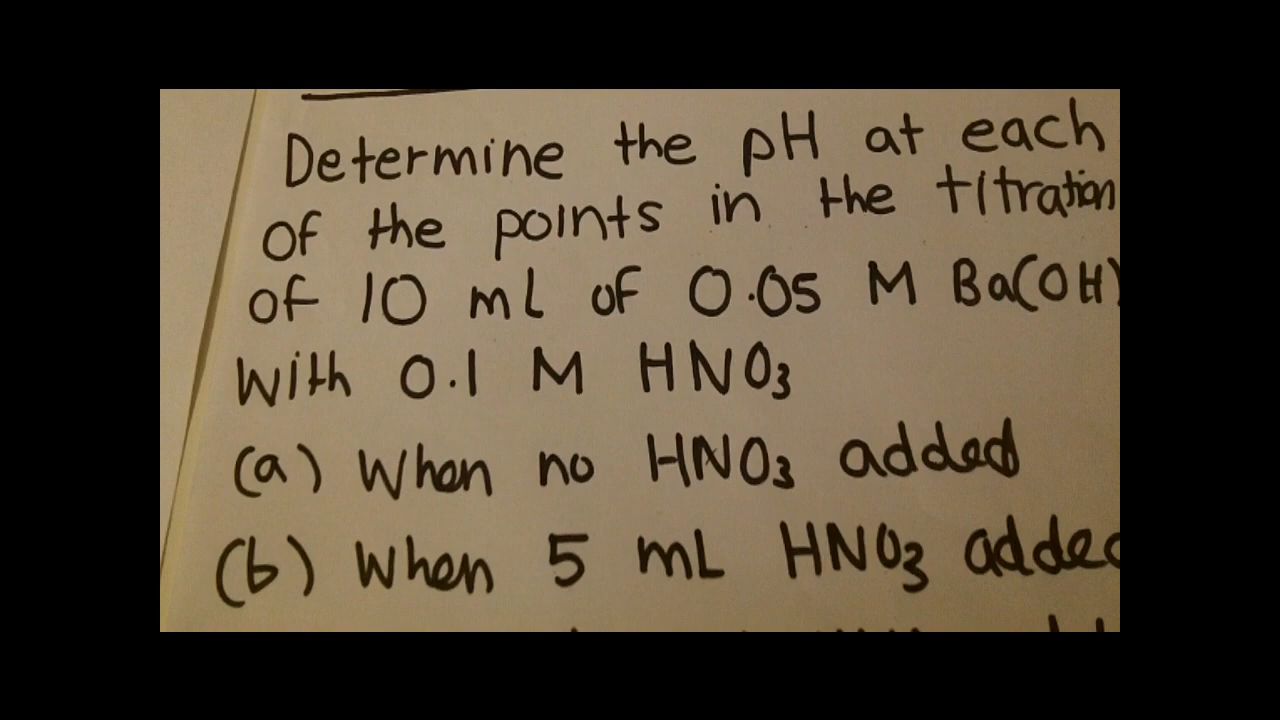 Determine the pH at each
of the points in the titration
of 10 mL of 0.05 M Ba(OH)
with 0.1 M HNO3
(a) When no HNO3 added
(b) when 5 mL HNO3 added